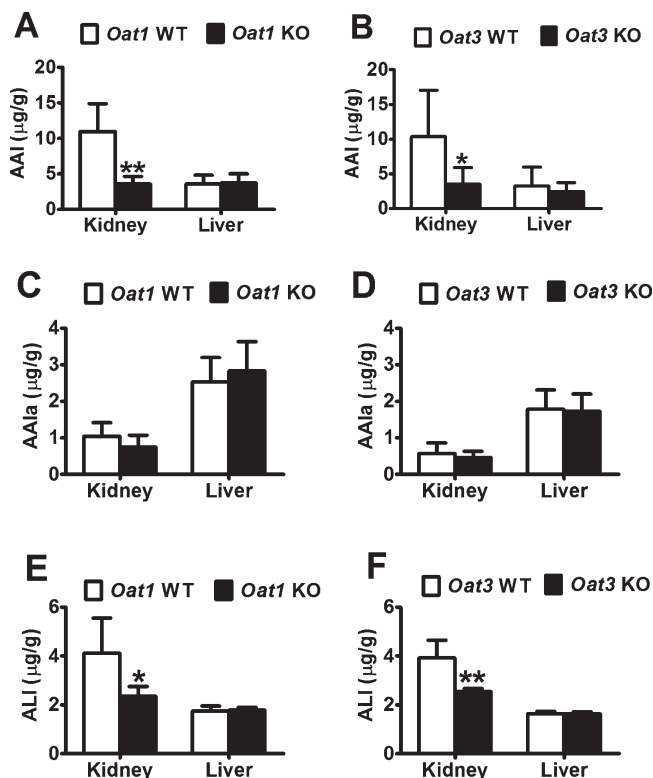 A
Oat1 WT Oat1 KO
AAI (µg/g)
20
15
10
5
0
**
Kidney Liver
B
Oat3 WT Oat3 KO
AAI (µg/g)
20
15
10
5
0
*
Kidney Liver
C
Oat1 WT Oat1 KO
AAIa (µg/g)
4
3
2
1
0
Kidney Liver
D
Oat3 WT Oat3 KO
AAIa (µg/g)
4
3
2
1
0
Kidney Liver
E
Oat1 WT Oat1 KO
ALI (µg/g)
6
4
2
0
*
Kidney Liver
F
Oat3 WT Oat3 KO
ALI (µg/g)
6
4
2
0
**
Kidney Liver